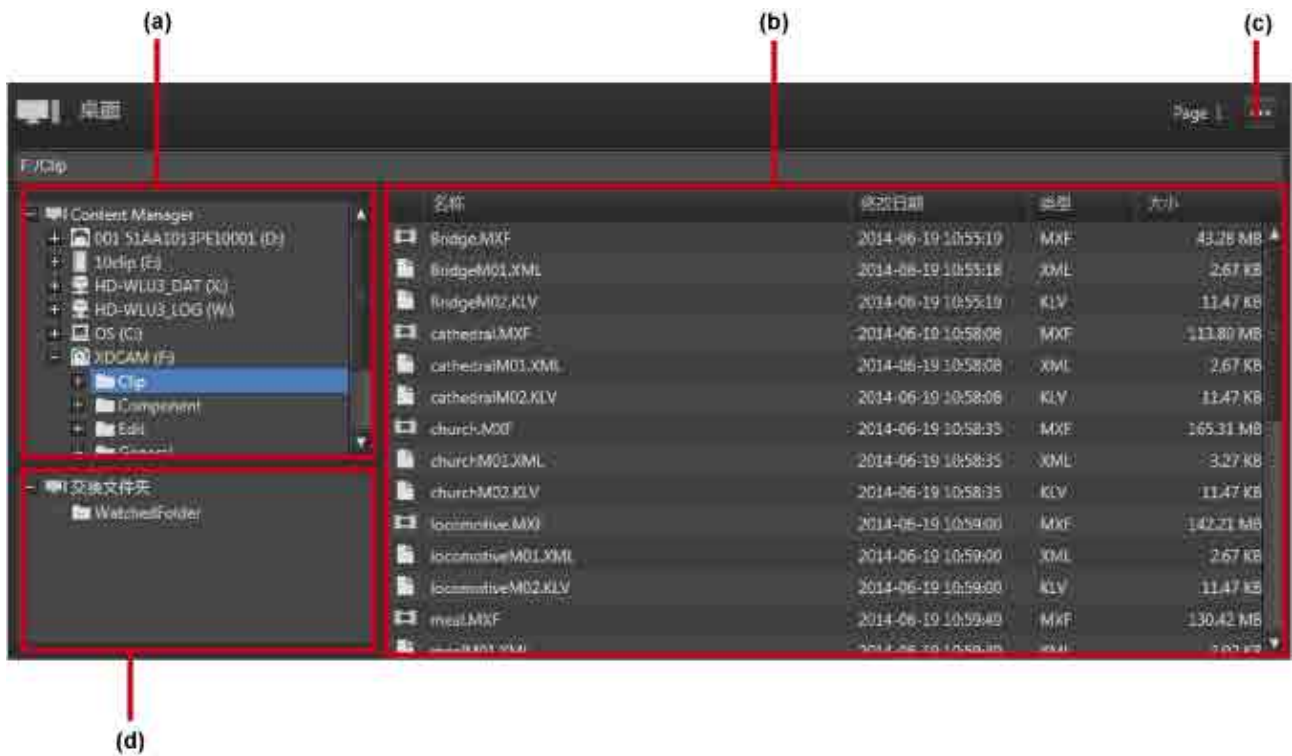 (a)
(b)
(c)
桌面
Page 1
F:/Clip
Content Manager
001 51AA1013PE10001 (D:)
10clip (E:)
HD-WLU3_DAT (X:)
HD-WLU3_LOG (W:)
OS (C:)
XDCAM (F:)
Clip
Component
Edit
General
交换文件夹
WatchedFolder
名称 修改日期 类型 大小
Bridge.MXF 2014-06-19 10:55:19 MXF 43.28 MB
BridgeM01.XML 2014-06-19 10:55:18 XML 2.67 KB
BridgeM02.KLV 2014-06-19 10:55:19 KLV 11.47 KB
cathedral.MXF 2014-06-19 10:58:08 MXF 113.80 MB
cathedralM01.XML 2014-06-19 10:58:08 XML 2.67 KB
cathedralM02.KLV 2014-06-19 10:58:08 KLV 11.47 KB
church.MXF 2014-06-19 10:58:35 MXF 165.31 MB
churchM01.XML 2014-06-19 10:58:35 XML 3.27 KB
churchM02.KLV 2014-06-19 10:58:35 KLV 11.47 KB
locomotive.MXF 2014-06-19 10:59:00 MXF 142.21 MB
locomotiveM01.XML 2014-06-19 10:59:00 XML 2.67 KB
locomotiveM02.KLV 2014-06-19 10:59:00 KLV 11.47 KB
meal.MXF 2014-06-19 10:59:49 MXF 130.42 MB
mealM01.XML 2014-06-19 10:59:49 XML
(d)